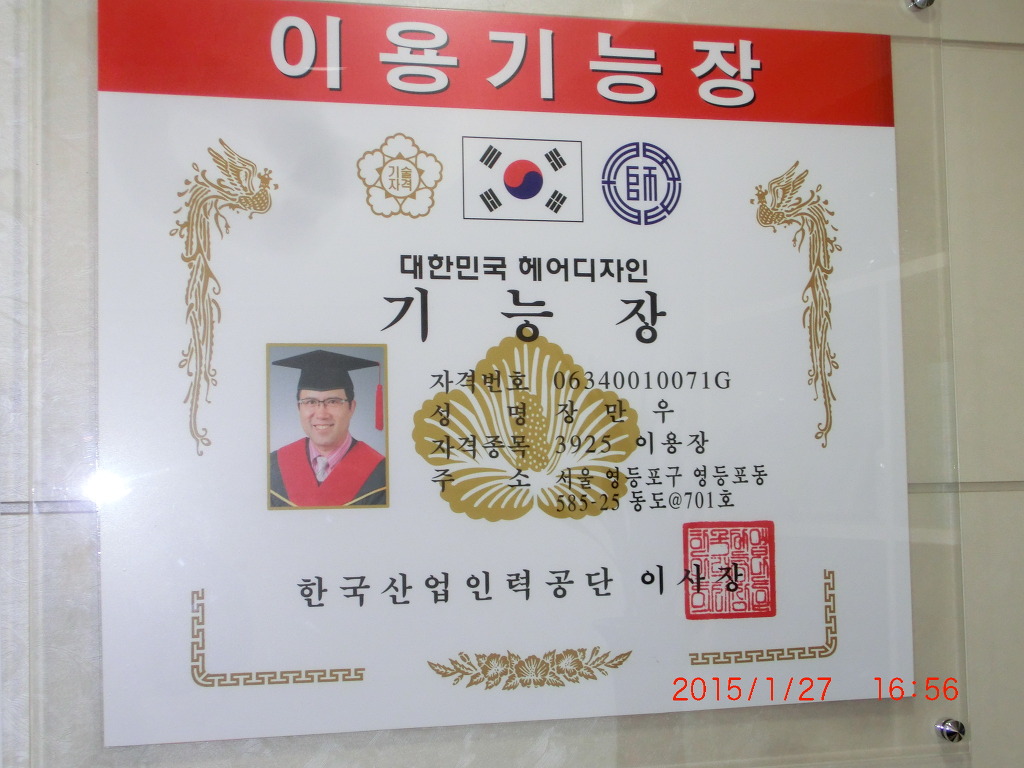 이용기능장
기술
자격
師
대한민국 헤어디자인
기 능 장
자격번호 06340010071G
성 명 장 만 우
자격종목 3925 이용장
주 소 서울 영등포구 영등포동
585-25 동도@701호
한국산업인력공단 이사장
2015/1/27 16:56